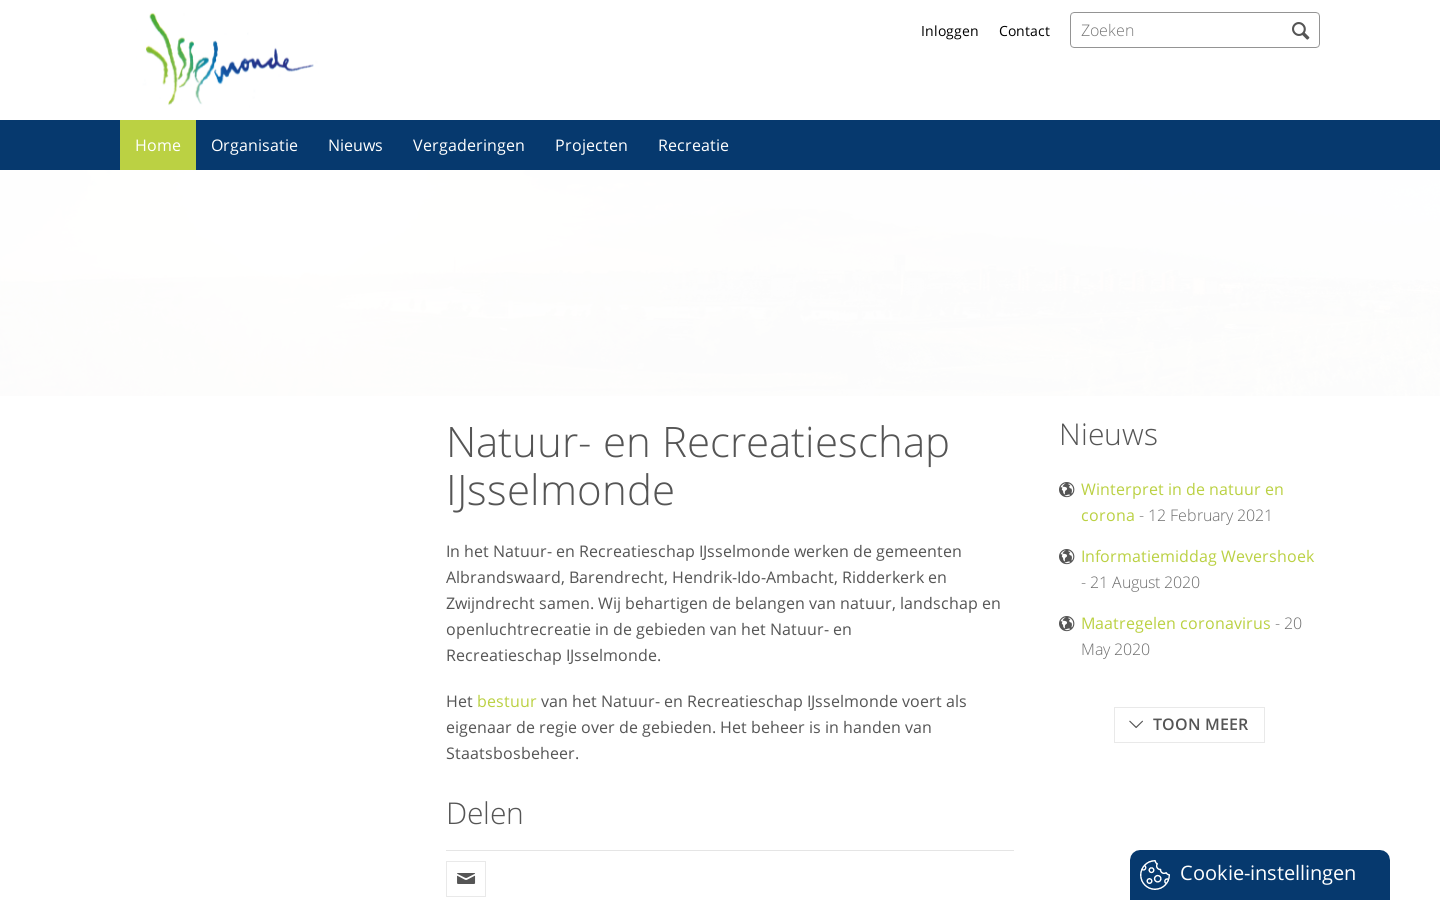 Ijsselmonde
Inloggen
Contact
Zoeken
Home
Organisatie
Nieuws
Vergaderingen
Projecten
Recreatie
Natuur- en Recreatieschap
IJsselmonde
In het Natuur- en Recreatieschap IJsselmonde werken de gemeenten
Albrandswaard, Barendrecht, Hendrik-Ido-Ambacht, Ridderkerk en
Zwijndrecht samen. Wij behartigen de belangen van natuur, landschap en
openluchtrecreatie in de gebieden van het Natuur- en
Recreatieschap IJsselmonde.
Het bestuur van het Natuur- en Recreatieschap IJsselmonde voert als
eigenaar de regie over de gebieden. Het beheer is in handen van
Staatsbosbeheer.
Delen
Nieuws
Winterpret in de natuur en
corona - 12 February 2021
Informatiemiddag Wevershoek
- 21 August 2020
Maatregelen coronavirus - 20
May 2020
TOON MEER
Cookie-instellingen